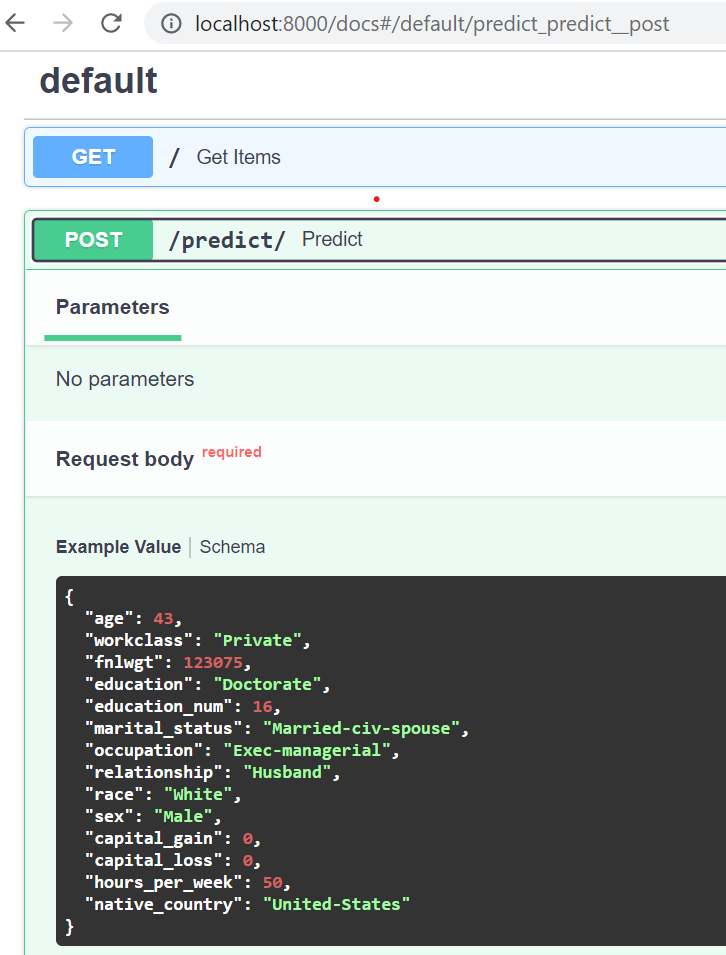 localhost:8000/docs#/default/predict_predict__post
default
GET / Get Items
POST /predict/ Predict
Parameters
No parameters
Request body required
Example Value | Schema
{
"age": 43,
"workclass": "Private",
"fnlwgt": 123075,
"education": "Doctorate",
"education_num": 16,
"marital_status": "Married-civ-spouse",
"occupation": "Exec-managerial",
"relationship": "Husband",
"race": "White",
"sex": "Male",
"capital_gain": 0,
"capital_loss": 0,
"hours_per_week": 50,
"native_country": "United-States"
}